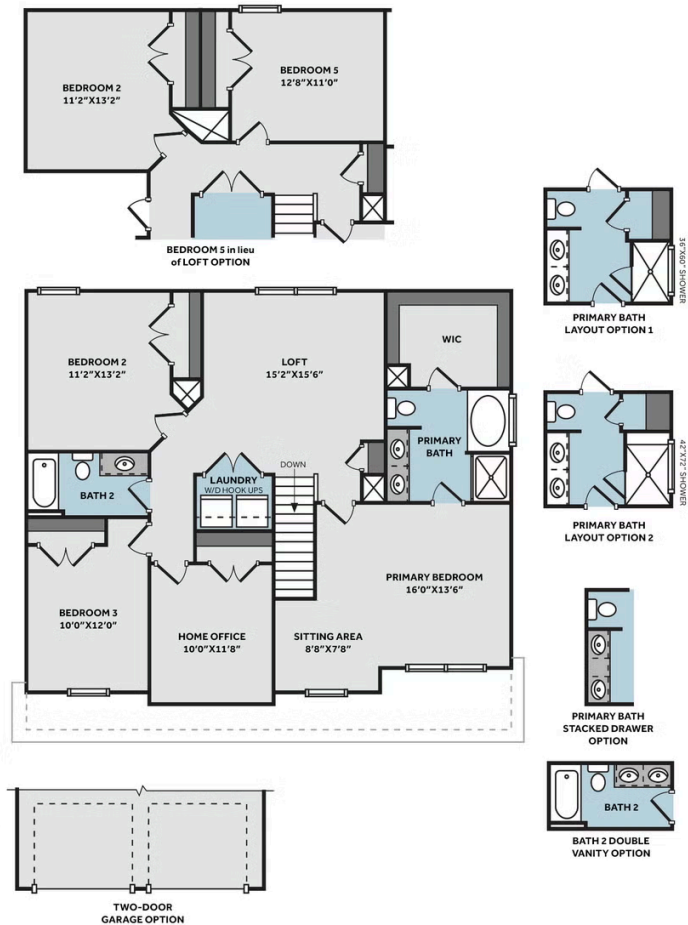 BEDROOM 2
11'2"X13'2"
BEDROOM 5
12'8"X11'0"
BEDROOM 5 in lieu
of LOFT OPTION
36"X60" SHOWER
PRIMARY BATH
LAYOUT OPTION 1
BEDROOM 2
11'2"X13'2"
LOFT
15'2"X15'6"
WIC
PRIMARY
BATH
LAUNDRY
W/D HOOK UPS
DOWN
BATH 2
42"X72" SHOWER
PRIMARY BATH
LAYOUT OPTION 2
BEDROOM 3
10'0"X12'0"
HOME OFFICE
10'0"X11'8"
SITTING AREA
8'8"X7'8"
PRIMARY BEDROOM
16'0"X13'6"
PRIMARY BATH
STACKED DRAWER
OPTION
BATH 2
BATH 2 DOUBLE
VANITY OPTION
TWO-DOOR
GARAGE OPTION